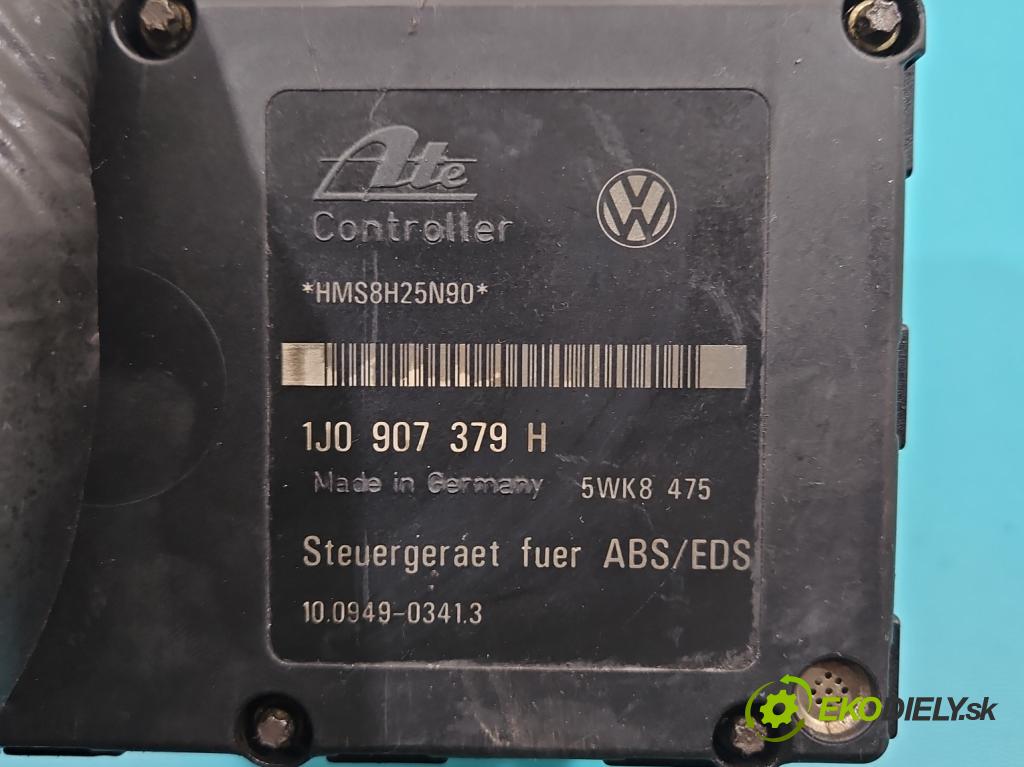 Ate
Controller
VW
*HMS8H25N90*
1J0 907 379 H
Made in Germany 5WK8 475
Steuergeraet fuer ABS/EDS
10.0949-0341.3
EKODIELY.sk